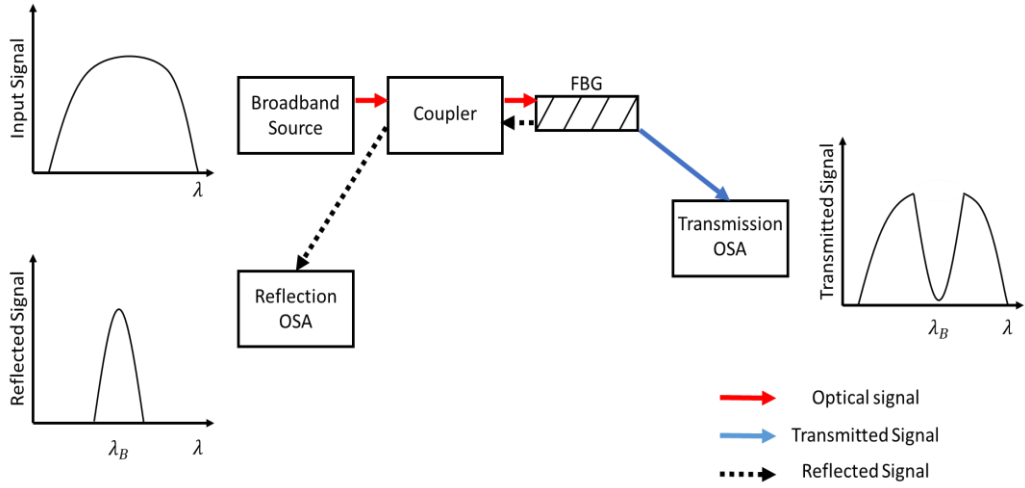 Input Signal
λ
Broadband
Source
Coupler
FBG
Transmission
OSA
Transmitted Signal
λB
λ
Reflection
OSA
Reflected Signal
λB
λ
Optical signal
Transmitted Signal
Reflected Signal